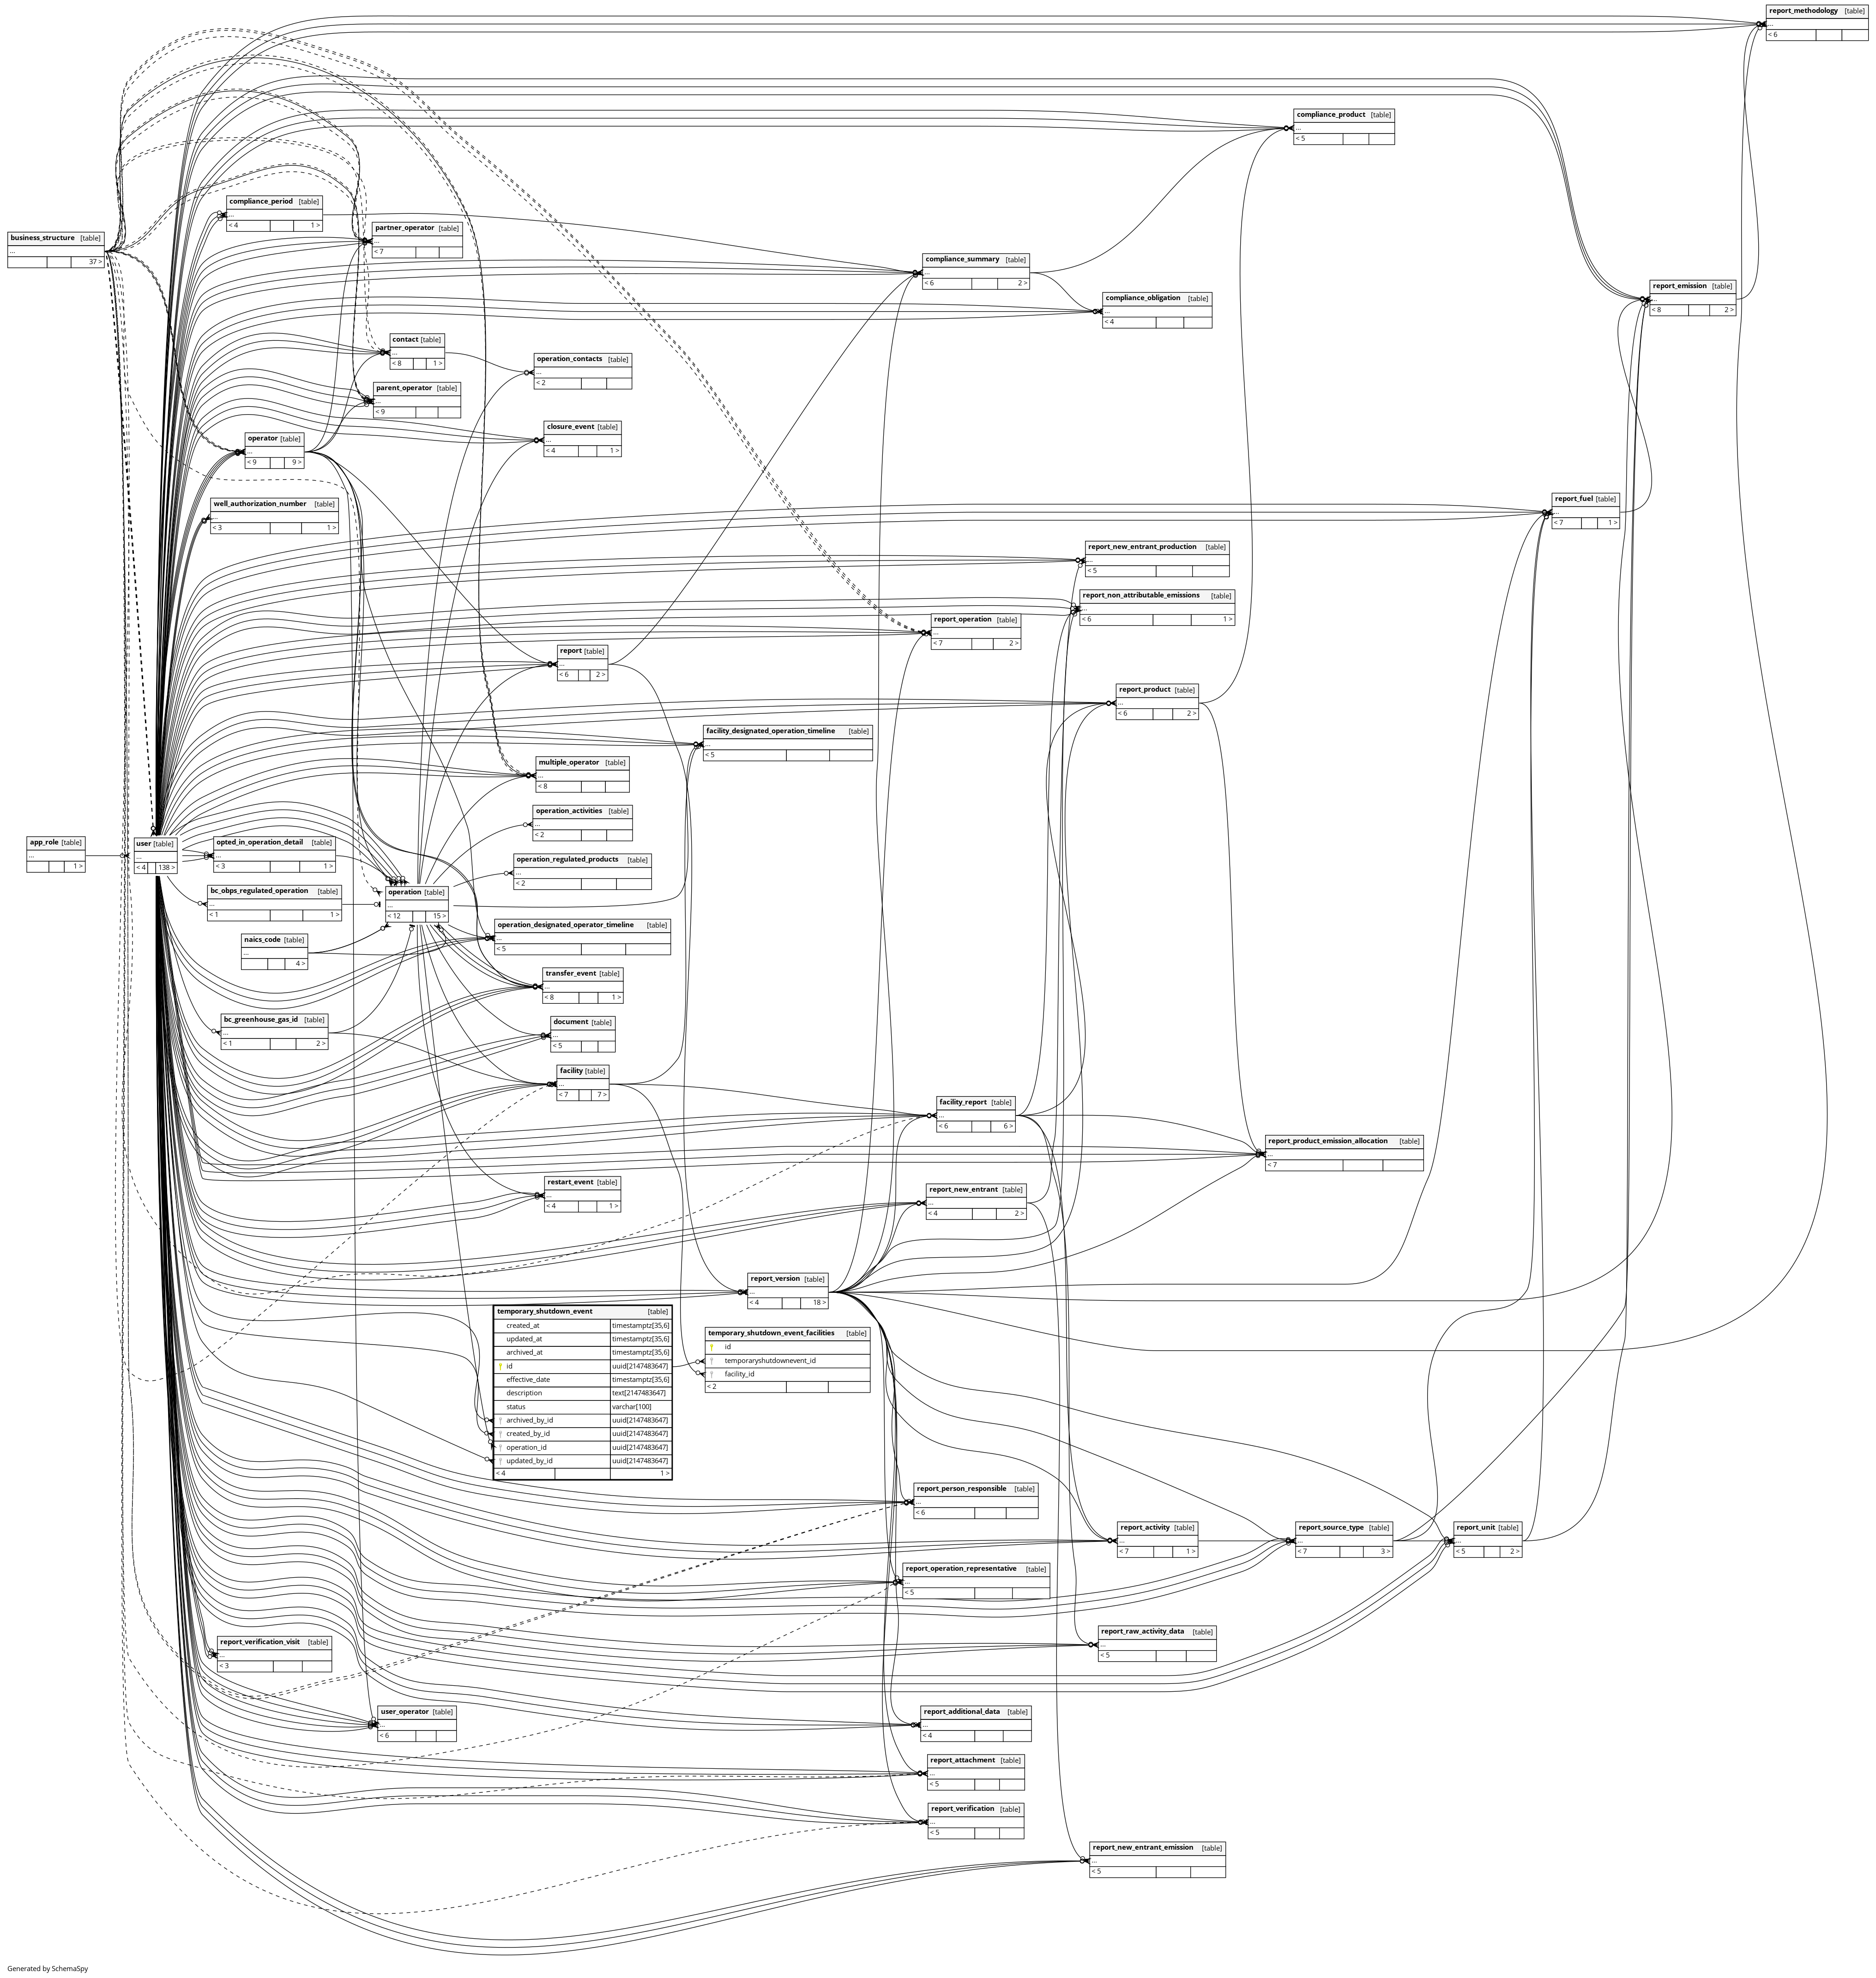 report_methodology [table]
...
< 6
compliance_product [table]
...
< 5
compliance_period [table]
...
< 4 1 >
partner_operator [table]
...
< 7
business_structure [table]
...
37 >
compliance_summary [table]
...
< 6 2 >
report_emission [table]
...
< 8 2 >
compliance_obligation [table]
...
< 4
contact [table]
...
< 8 1 >
operation_contacts [table]
...
< 2
parent_operator [table]
...
< 9
closure_event [table]
...
< 4 1 >
operator [table]
...
< 9 9 >
well_authorization_number [table]
...
< 3 1 >
report_fuel [table]
...
< 7 1 >
report_new_entrant_production [table]
...
< 5
report_non_attributable_emissions [table]
...
< 6 1 >
report_operation [table]
...
< 7 2 >
report [table]
...
< 6 2 >
report_product [table]
...
< 6 2 >
facility_designated_operation_timeline [table]
...
< 5
multiple_operator [table]
...
< 8
operation_activities [table]
...
< 2
app_role [table]
...
1 >
user [table]
...
< 4 138 >
opted_in_operation_detail [table]
...
< 3 1 >
operation_regulated_products [table]
...
< 2
bc_obps_regulated_operation [table]
...
< 1 1 >
operation [table]
...
< 12 15 >
operation_designated_operator_timeline [table]
...
< 5
naics_code [table]
...
4 >
transfer_event [table]
...
< 8 1 >
bc_greenhouse_gas_id [table]
...
< 1 2 >
document [table]
...
< 5
facility [table]
...
< 7 7 >
facility_report [table]
...
< 6 6 >
report_product_emission_allocation [table]
...
< 7
restart_event [table]
...
< 4 1 >
report_new_entrant [table]
...
< 4 2 >
report_version [table]
...
< 4 18 >
temporary_shutdown_event [table]
created_at timestamptz[35,6]
updated_at timestamptz[35,6]
archived_at timestamptz[35,6]
id uuid[2147483647]
effective_date timestamptz[35,6]
description text[2147483647]
status varchar[100]
archived_by_id uuid[2147483647]
created_by_id uuid[2147483647]
operation_id uuid[2147483647]
updated_by_id uuid[2147483647]
< 4 1 >
temporary_shutdown_event_facilities [table]
id
temporaryshutdownevent_id
facility_id
< 2
report_person_responsible [table]
...
< 6
report_activity [table]
...
< 7 1 >
report_source_type [table]
...
< 7 3 >
report_unit [table]
...
< 5 2 >
report_operation_representative [table]
...
< 5
report_raw_activity_data [table]
...
< 5
report_verification_visit [table]
...
< 3
user_operator [table]
...
< 6
report_additional_data [table]
...
< 4
report_attachment [table]
...
< 5
report_verification [table]
...
< 5
report_new_entrant_emission [table]
...
< 5
Generated by SchemaSpy